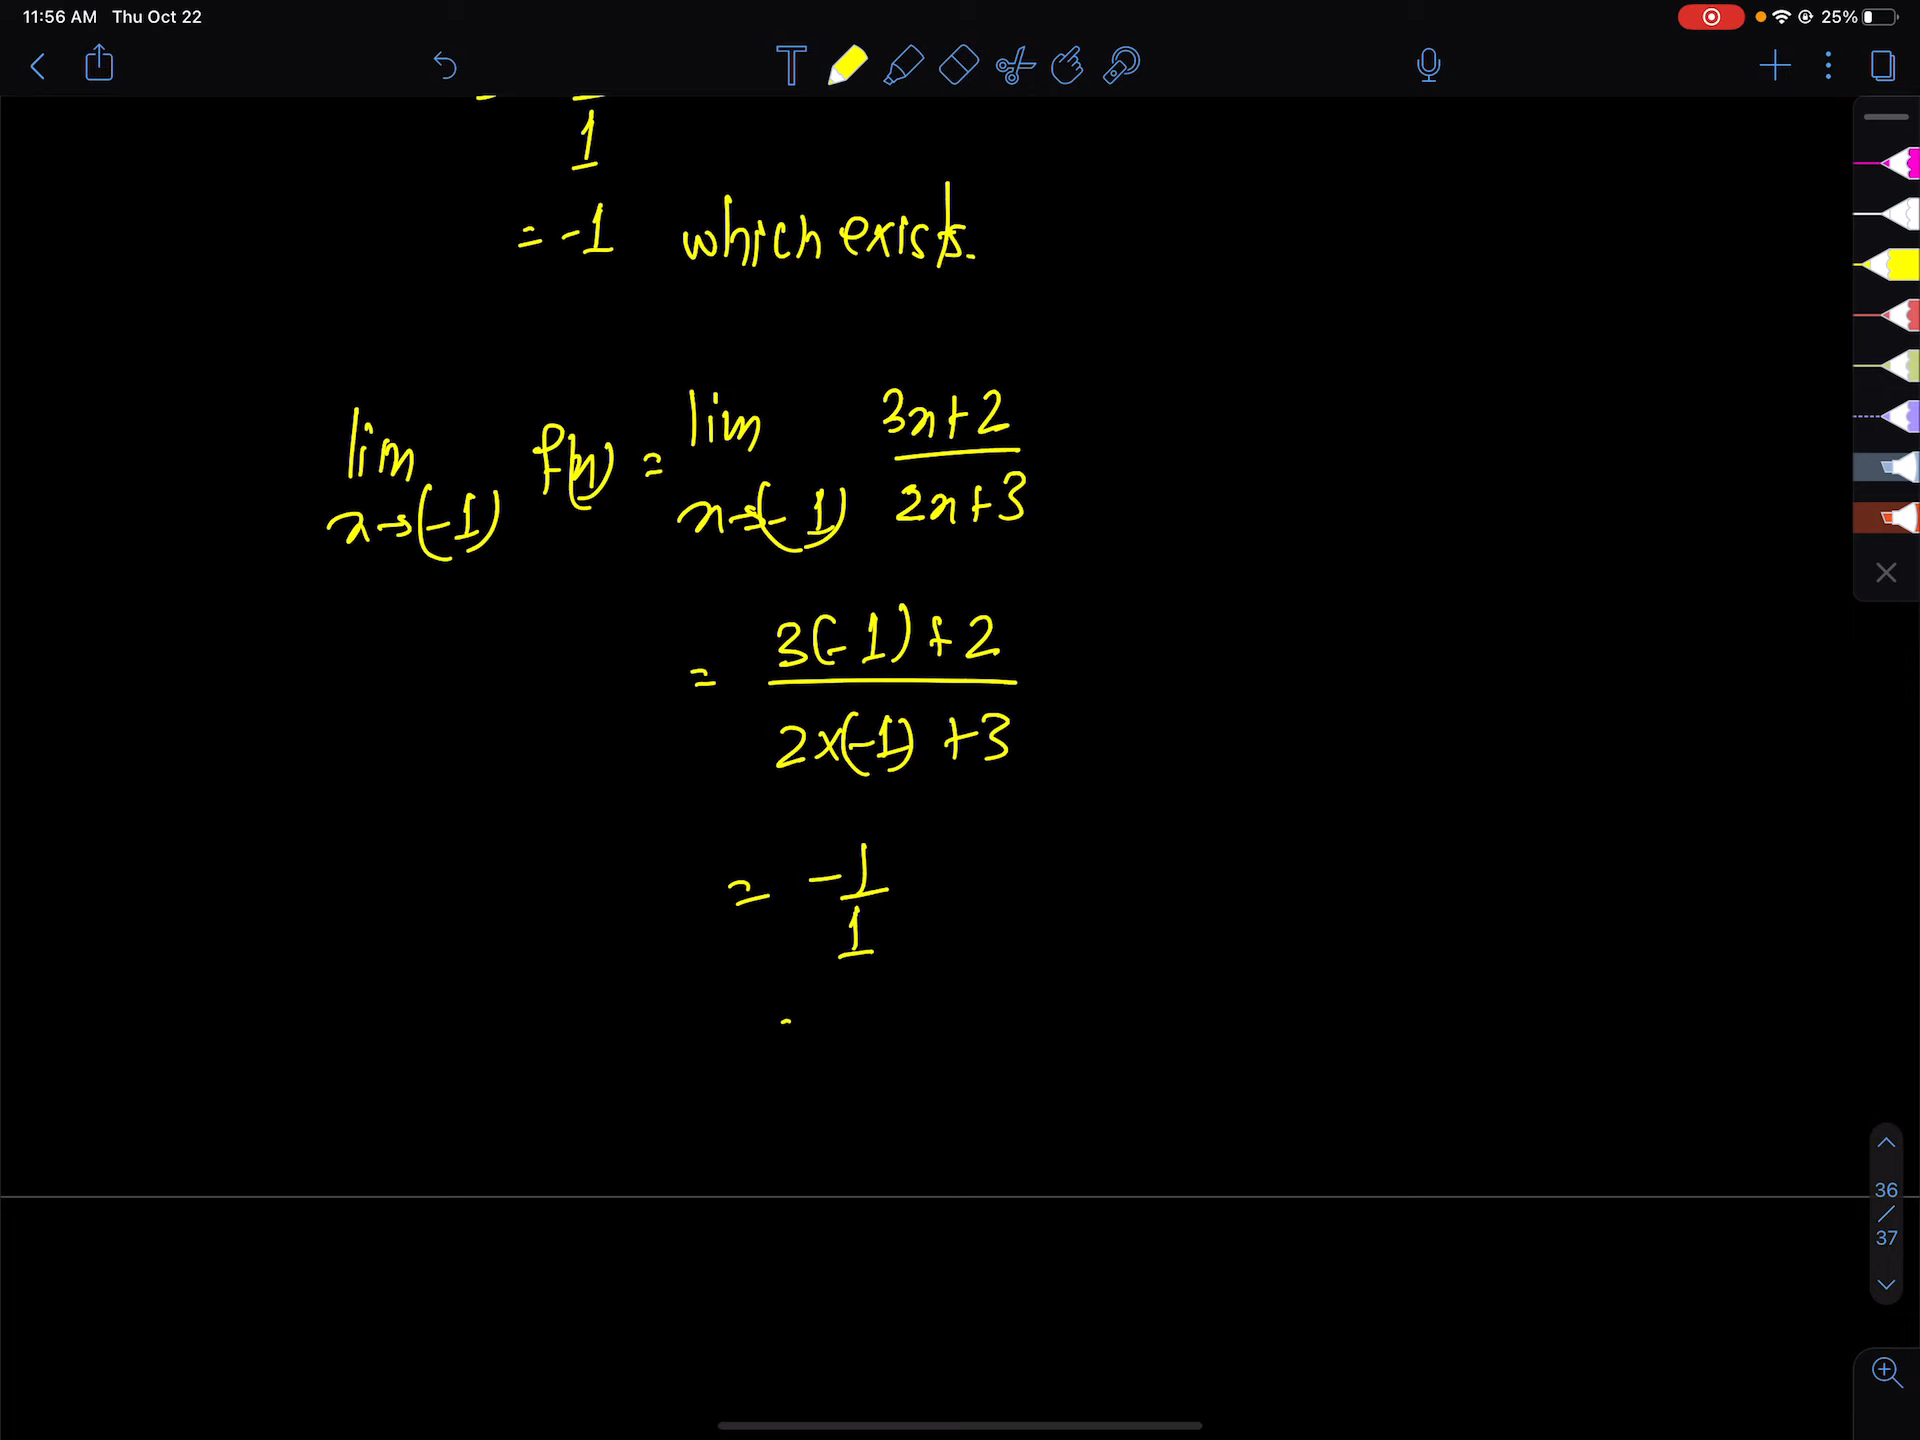 11:56 AM Thu Oct 22
25%
T
1
= -1 which exists.
lim f(x) = lim 3x+2
x→(-1) x→(-1) 2x+3
= 3(-1)+2
2×(-1)+3
= -1
1
36
/
37